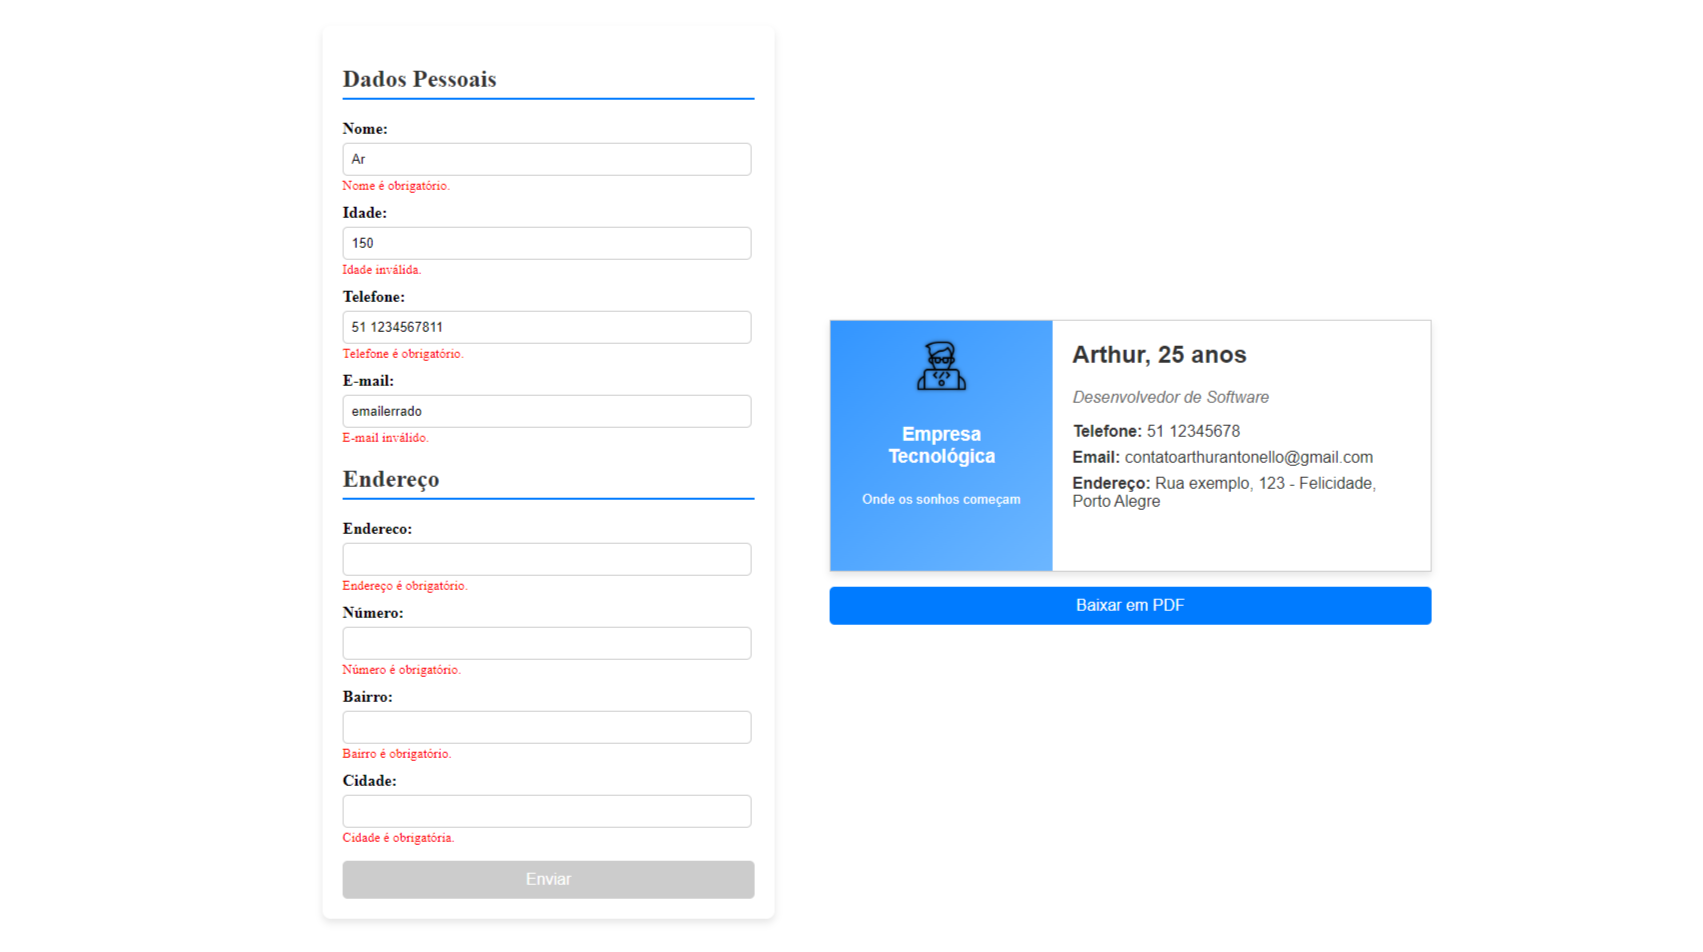 Dados Pessoais
Nome:
Ar
Nome é obrigatório.
Idade:
150
Idade inválida.
Telefone:
51 1234567811
Telefone é obrigatório.
E-mail:
emailerrado
E-mail inválido.
Endereço
Endereco:
Endereço é obrigatório.
Número:
Número é obrigatório.
Bairro:
Bairro é obrigatório.
Cidade:
Cidade é obrigatória.
Enviar
Empresa
Tecnológica
Onde os sonhos começam
Arthur, 25 anos
Desenvolvedor de Software
Telefone: 51 12345678
Email: contatoarthurantonello@gmail.com
Endereço: Rua exemplo, 123 - Felicidade,
Porto Alegre
Baixar em PDF